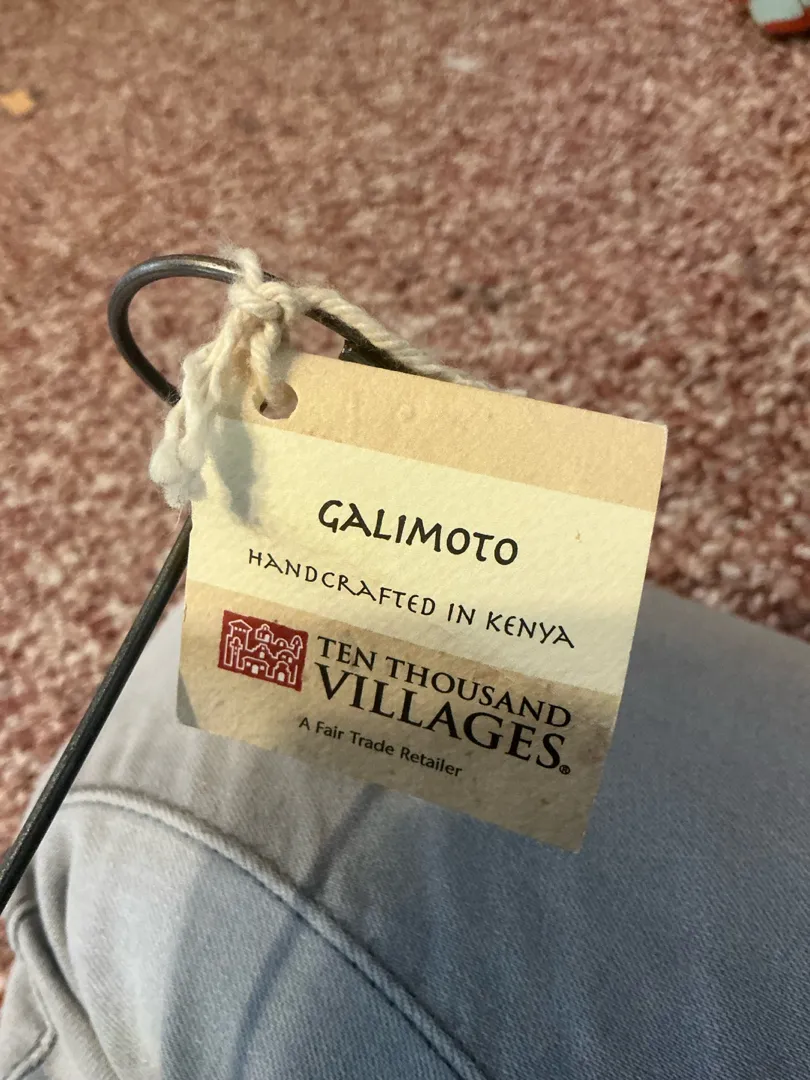 GALIMOTO
HANDCRAFTED IN KENYA
TEN THOUSAND
VILLAGES®
A Fair Trade Retailer